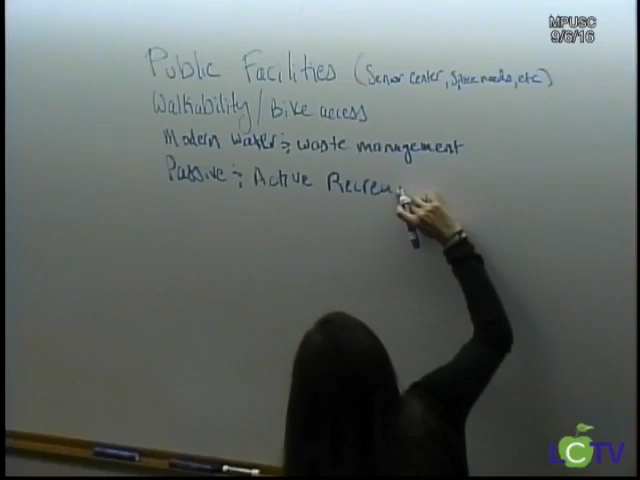 MPUSC
9/6/16
Public Facilities (Senior Center, Space needs, etc)
Walkability / Bike access
Modern water & waste management
Passive & Active Recrea
LCTV